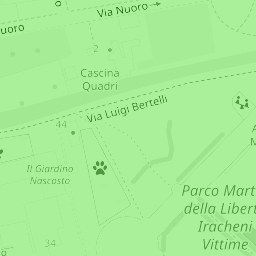 Via Nuoro
uoro
2
Cascina
Quadri
Via Luigi Bertelli
44
Il Giardino
Nascosto
Parco Mart
della Libert
Iracheni
Vittime
34